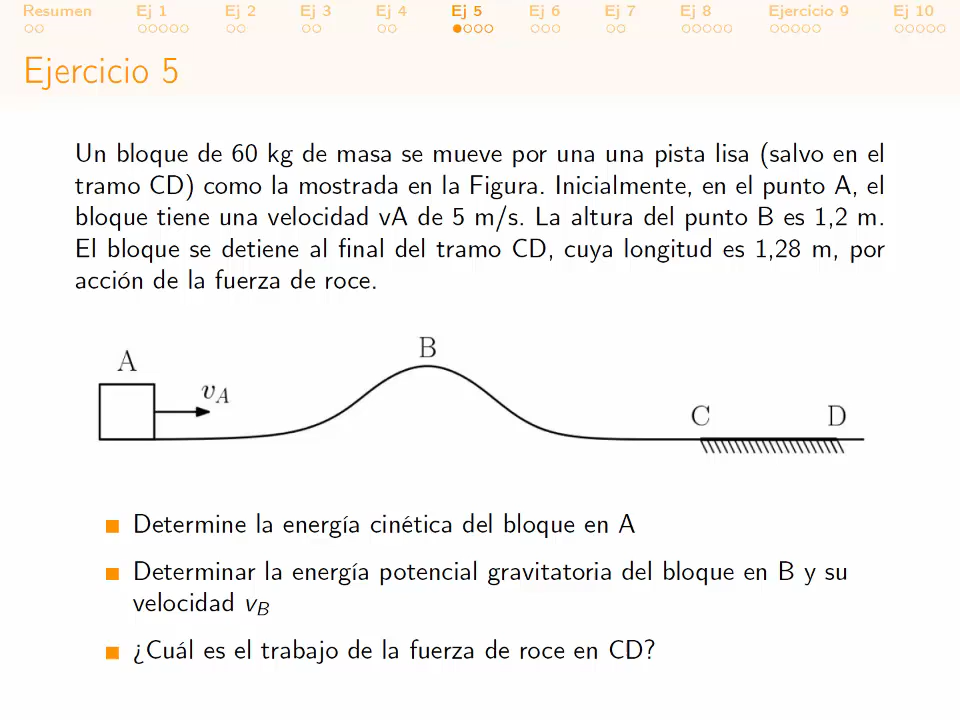 Resumen Ej 1 Ej 2 Ej 3 Ej 4 Ej 5 Ej 6 Ej 7 Ej 8 Ejercicio 9 Ej 10
Ejercicio 5
Un bloque de 60 kg de masa se mueve por una una pista lisa (salvo en el
tramo CD) como la mostrada en la Figura. Inicialmente, en el punto A, el
bloque tiene una velocidad vA de 5 m/s. La altura del punto B es 1,2 m.
El bloque se detiene al final del tramo CD, cuya longitud es 1,28 m, por
acción de la fuerza de roce.
B
A
v_A
C D
Determine la energía cinética del bloque en A
Determinar la energía potencial gravitatoria del bloque en B y su
velocidad v_B
¿Cuál es el trabajo de la fuerza de roce en CD?